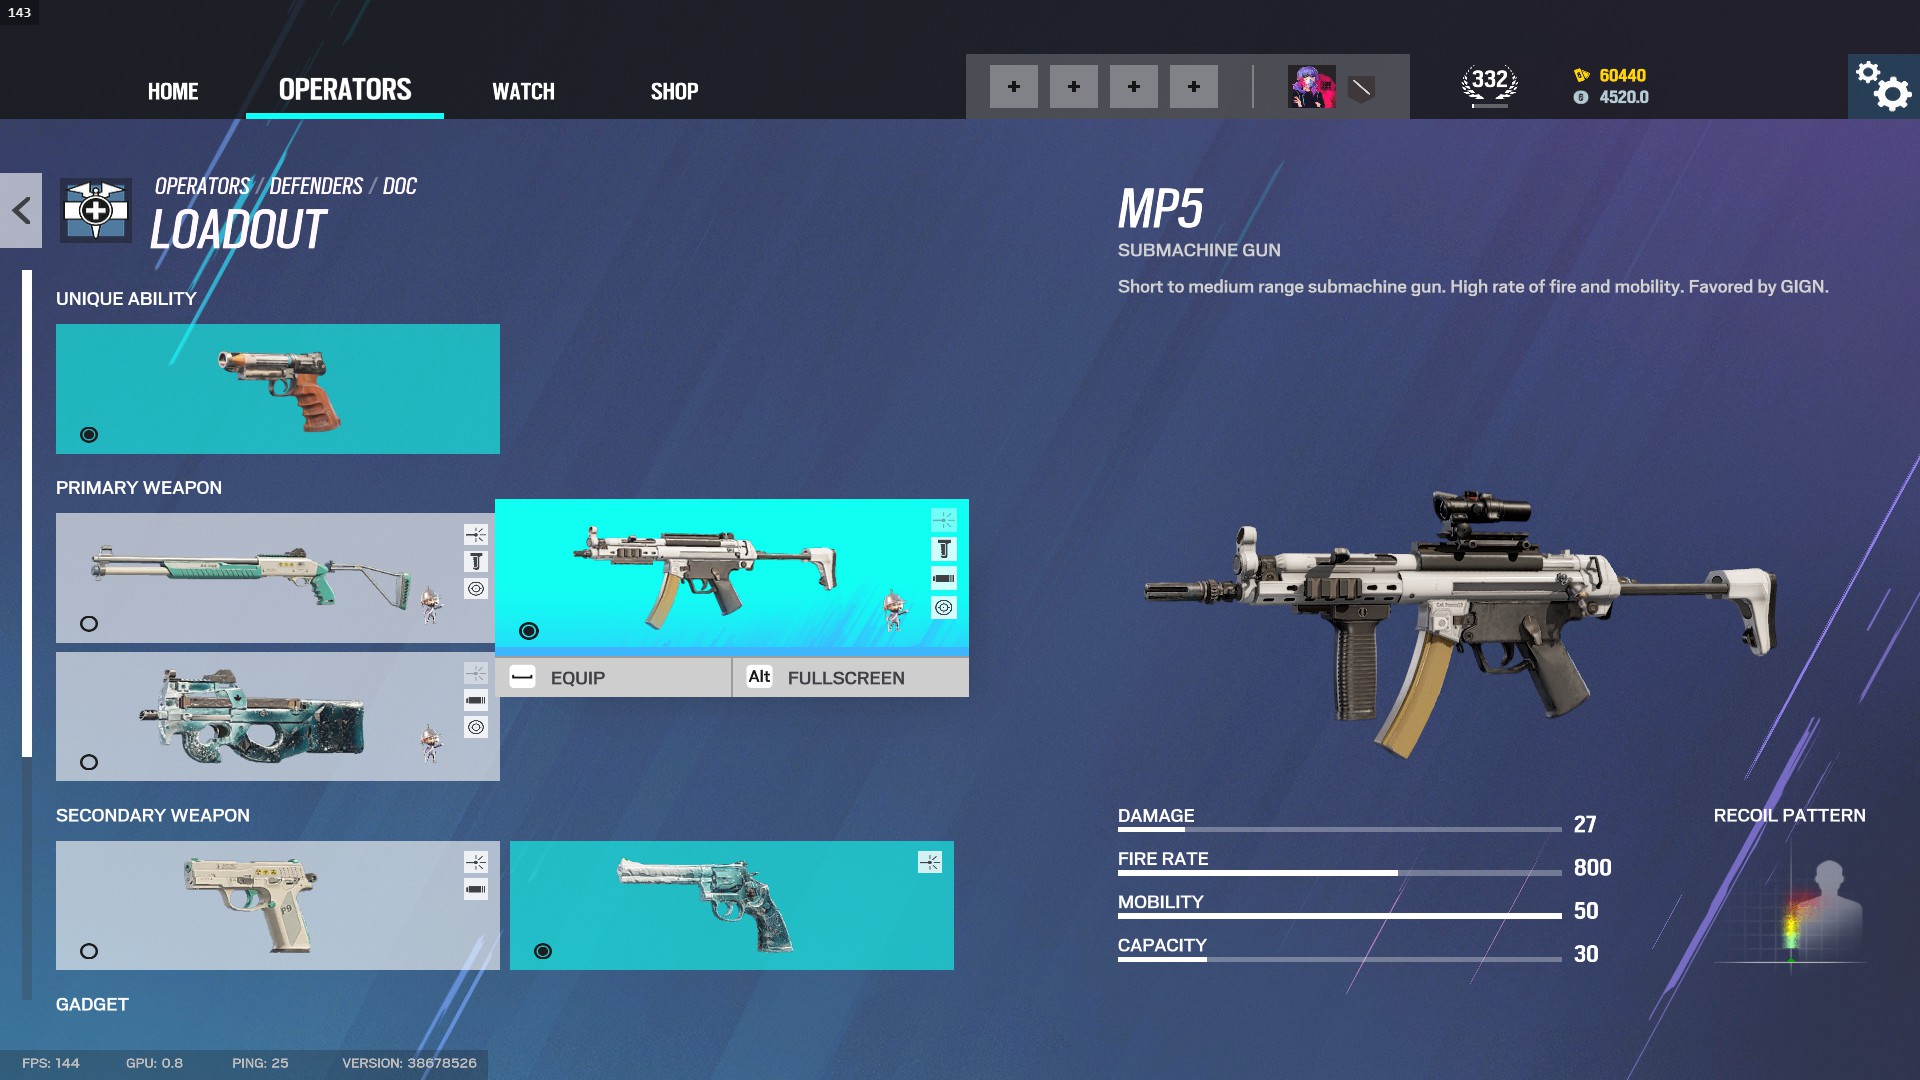 143
HOME
OPERATORS
WATCH
SHOP
332
60440
4520.0
OPERATORS / DEFENDERS / DOC
LOADOUT
UNIQUE ABILITY
PRIMARY WEAPON
EQUIP
Alt FULLSCREEN
SECONDARY WEAPON
P9
GADGET
MP5
SUBMACHINE GUN
Short to medium range submachine gun. High rate of fire and mobility. Favored by GIGN.
DAMAGE 27
FIRE RATE 800
MOBILITY 50
CAPACITY 30
RECOIL PATTERN
FPS: 144 GPU: 0.8 PING: 25 VERSION: 38678526